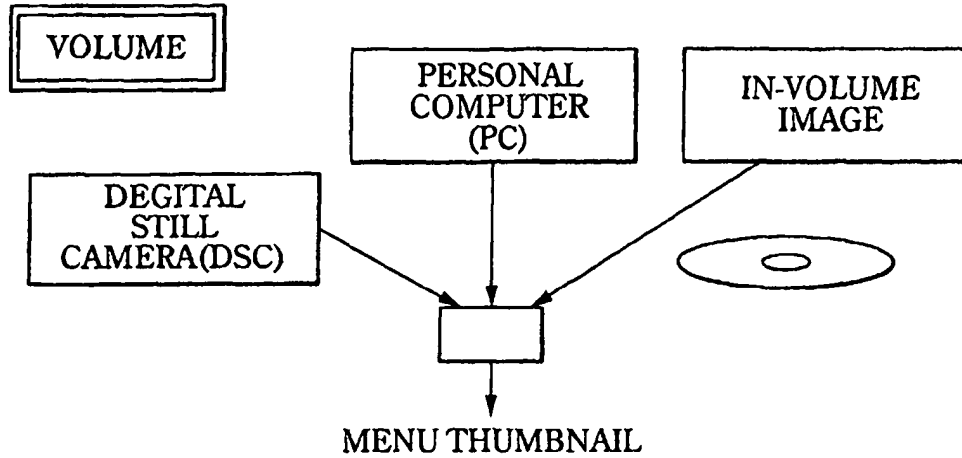 VOLUME
PERSONAL
COMPUTER
(PC)
IN-VOLUME
IMAGE
DEGITAL
STILL
CAMERA(DSC)
MENU THUMBNAIL